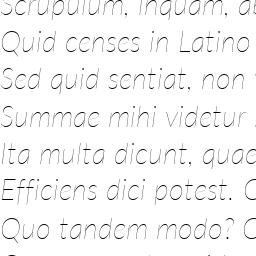 Scrupulum, inquam, ab
Quid censes in Latino
Sed quid sentiat, non
Summae mihi videtur
Ita multa dicunt, quae
Efficiens dici potest. C
Quo tandem modo? C